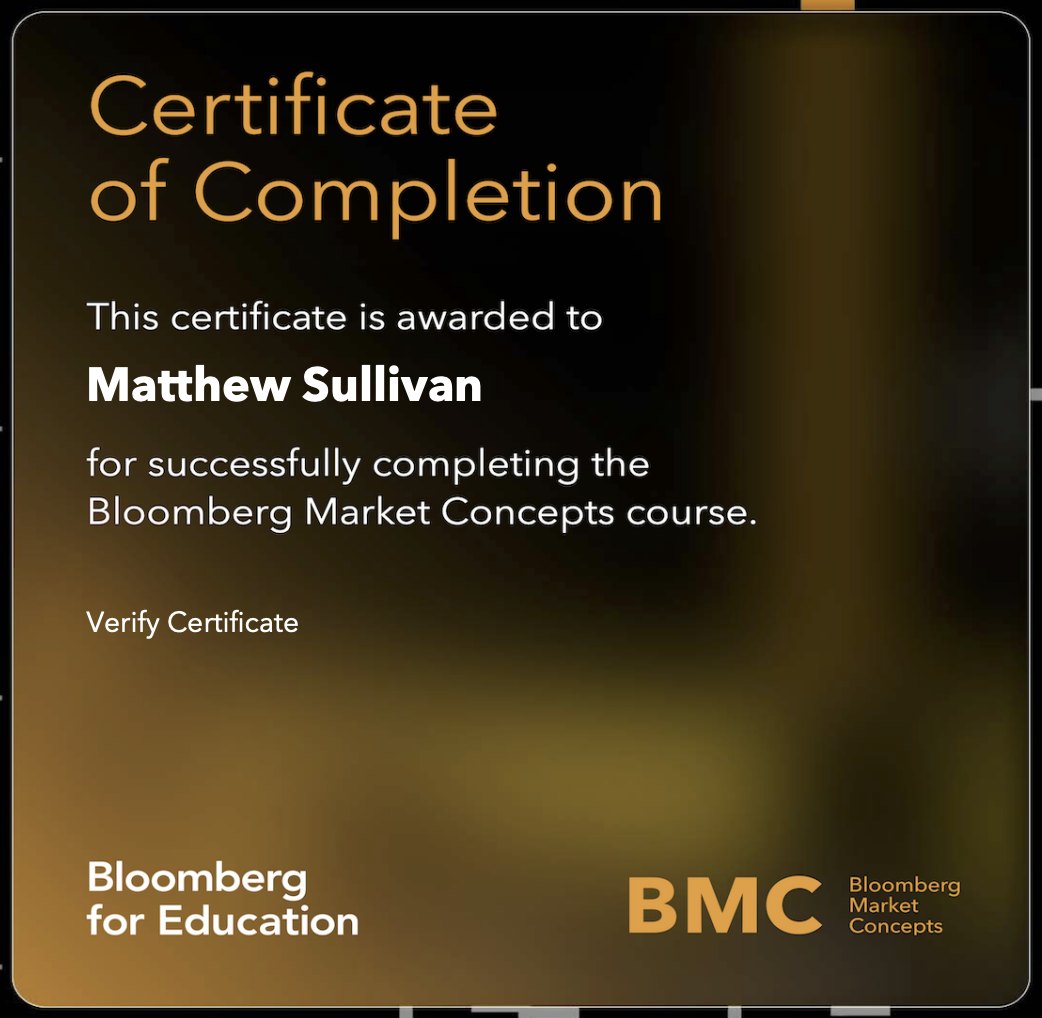 Certificate
of Completion
This certificate is awarded to
Matthew Sullivan
for successfully completing the
Bloomberg Market Concepts course.
Verify Certificate
Bloomberg
for Education
BMC
Bloomberg
Market
Concepts